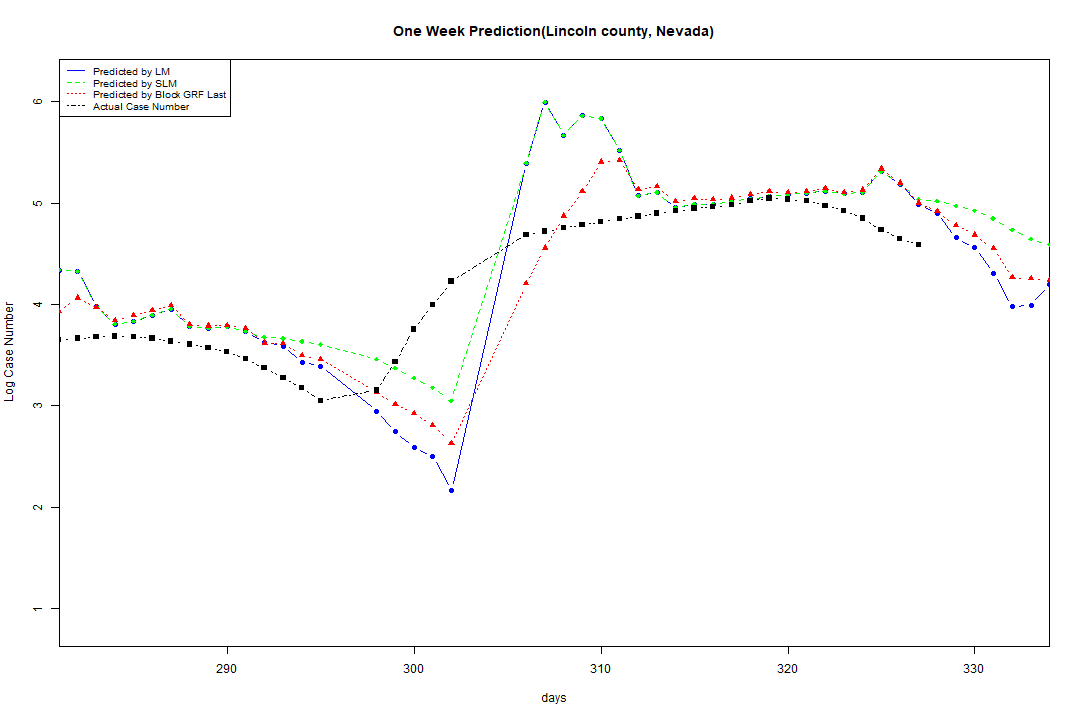 One Week Prediction(Lincoln county, Nevada)
Predicted by LM
Predicted by SLM
Predicted by Block GRF Last
Actual Case Number
6
5
4
3
2
1
Log Case Number
290 300 310 320 330
days